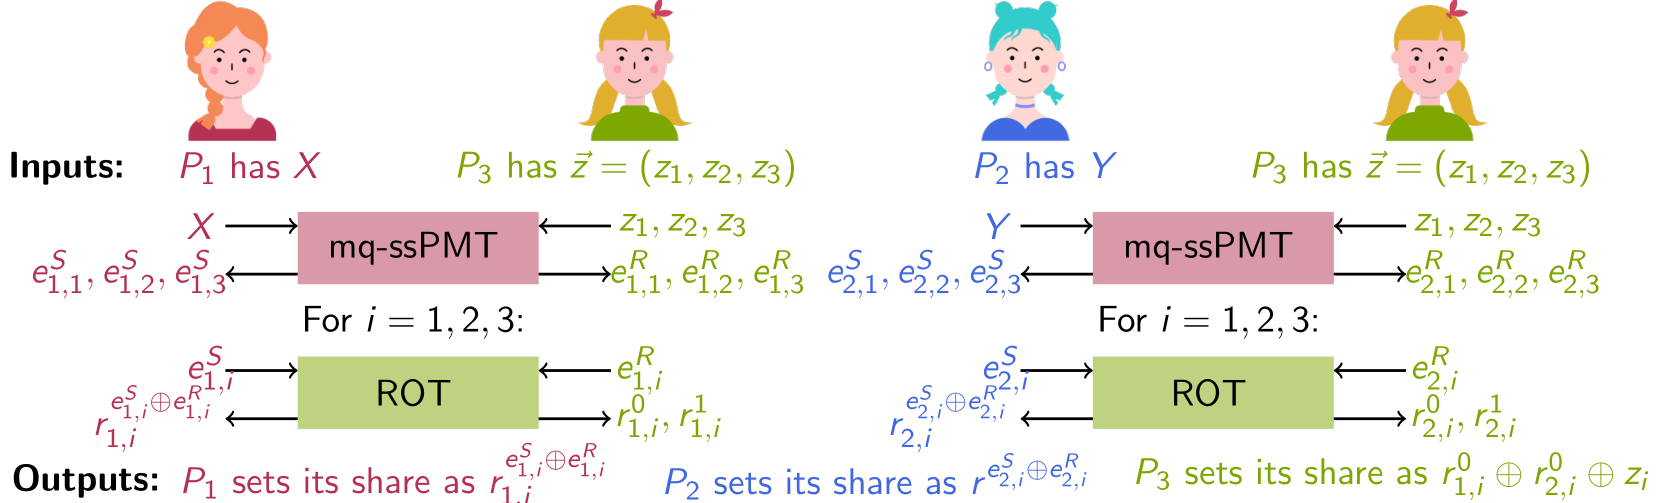 Inputs: P₁ has X P₃ has z⃗ = (z₁, z₂, z₃) P₂ has Y P₃ has z⃗ = (z₁, z₂, z₃)
X mq-ssPMT z₁, z₂, z₃ Y mq-ssPMT z₁, z₂, z₃
e^S_{1,1}, e^S_{1,2}, e^S_{1,3} e^R_{1,1}, e^R_{1,2}, e^R_{1,3} e^S_{2,1}, e^S_{2,2}, e^S_{2,3} e^R_{2,1}, e^R_{2,2}, e^R_{2,3}
For i = 1, 2, 3: For i = 1, 2, 3:
e^S_{1,i} ROT e^R_{1,i} e^S_{2,i} ROT e^R_{2,i}
r_{1,i}^{e^S_{1,i}⊕e^R_{1,i}} r^0_{1,i}, r^1_{1,i} r_{2,i}^{e^S_{2,i}⊕e^R_{2,i}} r^0_{2,i}, r^1_{2,i}
Outputs: P₁ sets its share as r_{1,i}^{e^S_{1,i}⊕e^R_{1,i}} P₂ sets its share as r^{e^S_{2,i}⊕e^R_{2,i}} P₃ sets its share as r^0_{1,i} ⊕ r^0_{2,i} ⊕ z_i